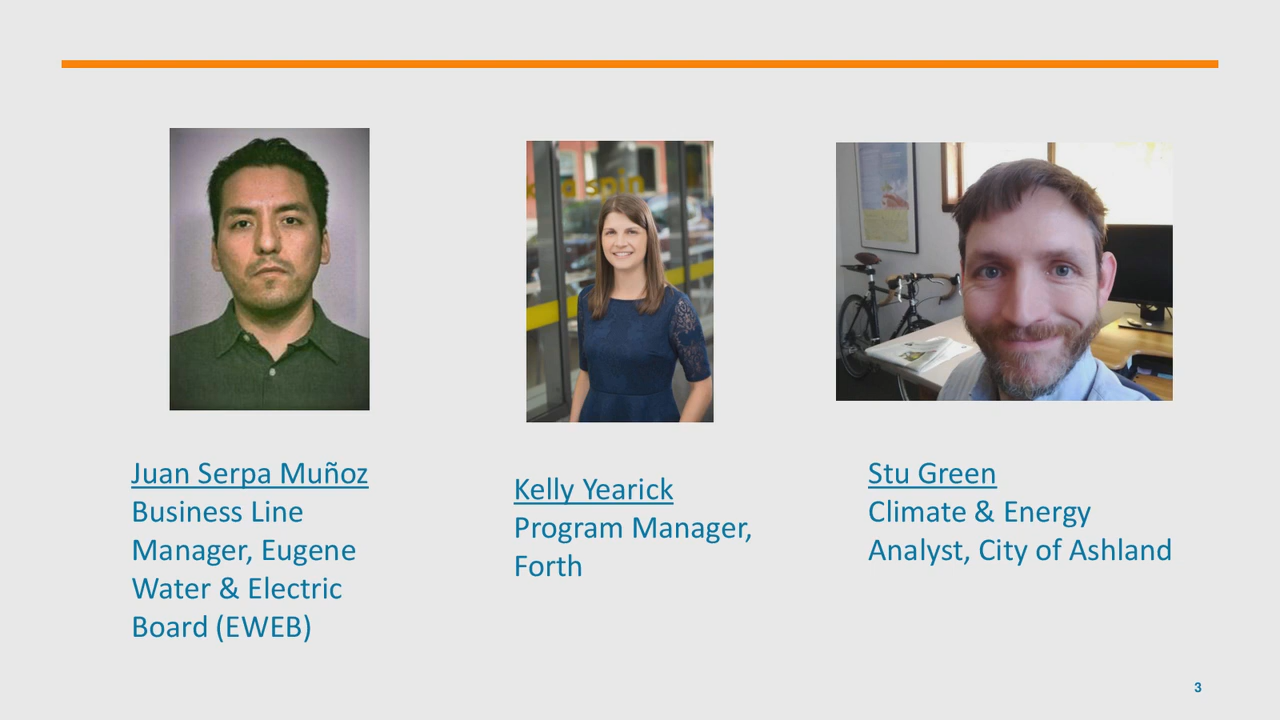 a spin
Juan Serpa Muñoz
Business Line
Manager, Eugene
Water & Electric
Board (EWEB)
Kelly Yearick
Program Manager,
Forth
Stu Green
Climate & Energy
Analyst, City of Ashland
3